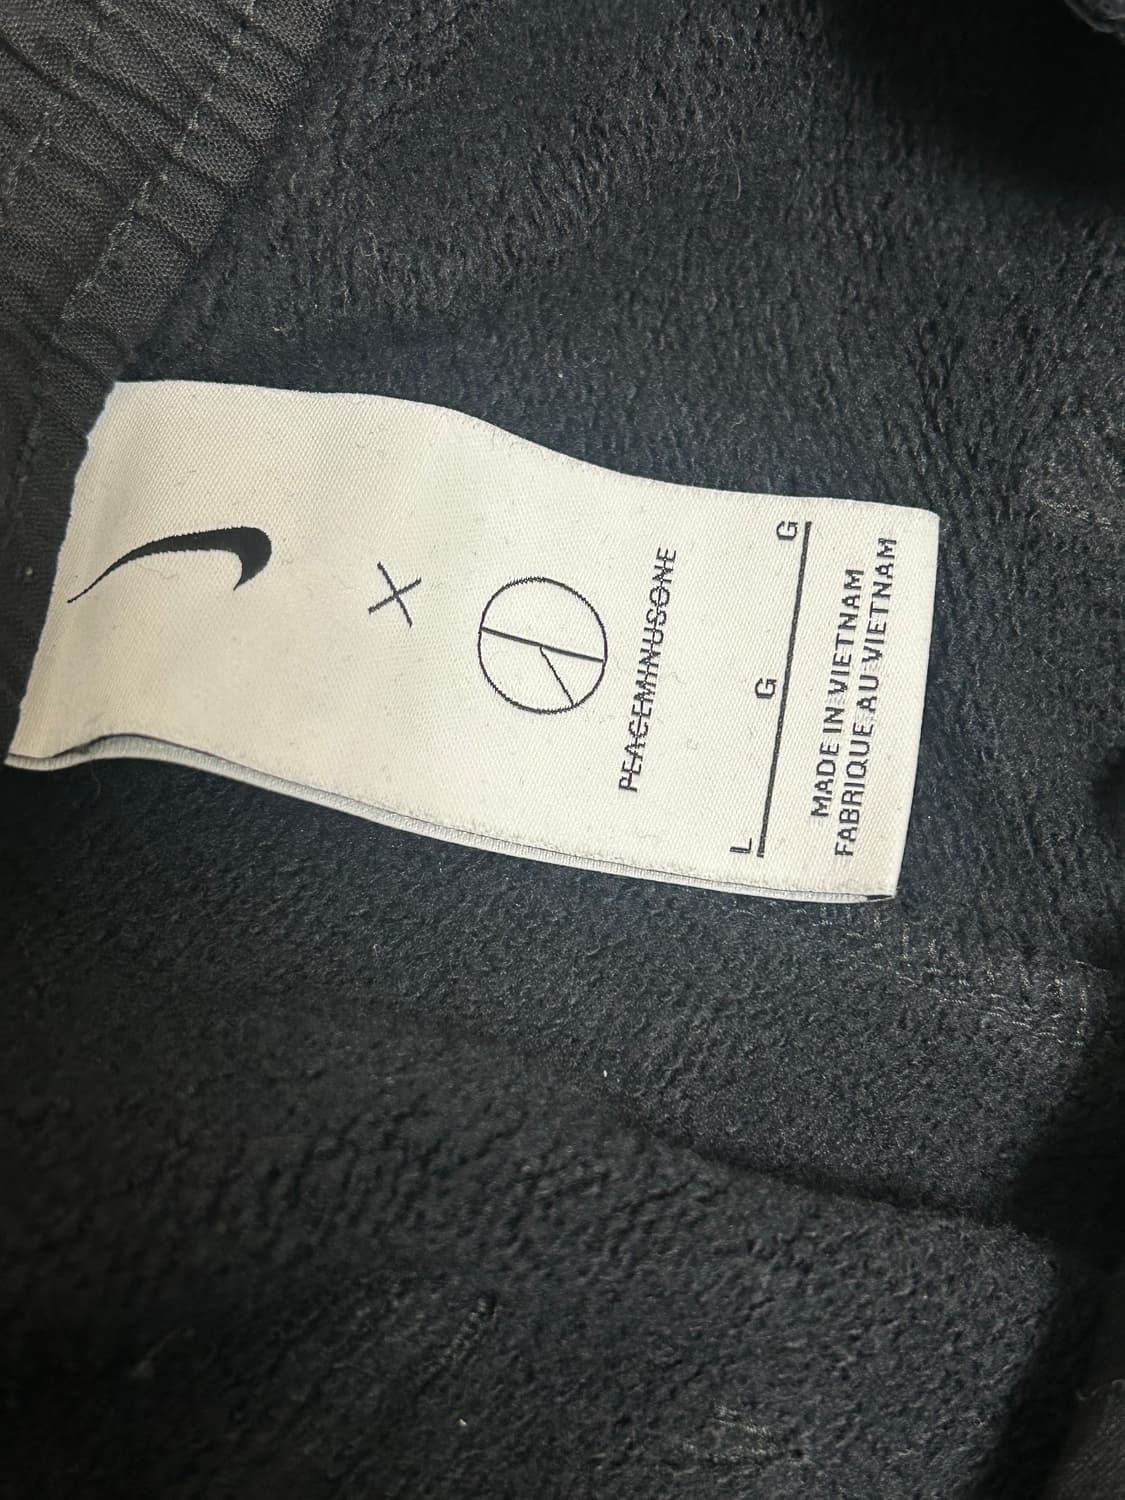 X
PEACEMINUSONE
L G G
MADE IN VIETNAM
FABRIQUE AU VIETNAM